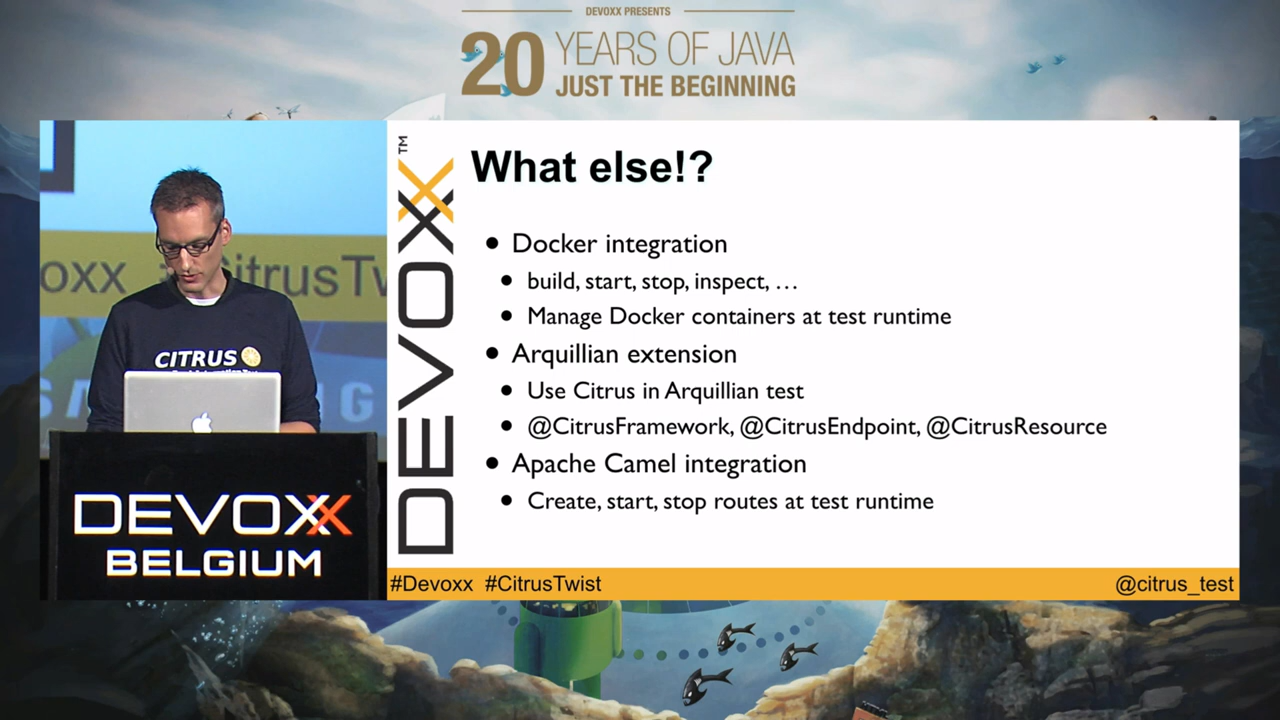 DEVOXX PRESENTS
20 YEARS OF JAVA
JUST THE BEGINNING
DEVOXX™
What else!?
• Docker integration
• build, start, stop, inspect, …
• Manage Docker containers at test runtime
• Arquillian extension
• Use Citrus in Arquillian test
• @CitrusFramework, @CitrusEndpoint, @CitrusResource
• Apache Camel integration
• Create, start, stop routes at test runtime
#Devoxx #CitrusTwist
@citrus_test
oxx #CitrusTw
CITRUS
DEVOXX
BELGIUM